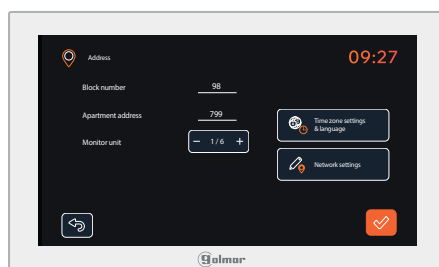 Address
09:27
Block number 98
Apartment address 799
Time zone settings
& language
Monitor unit − 1 / 6 +
Network settings
golmar